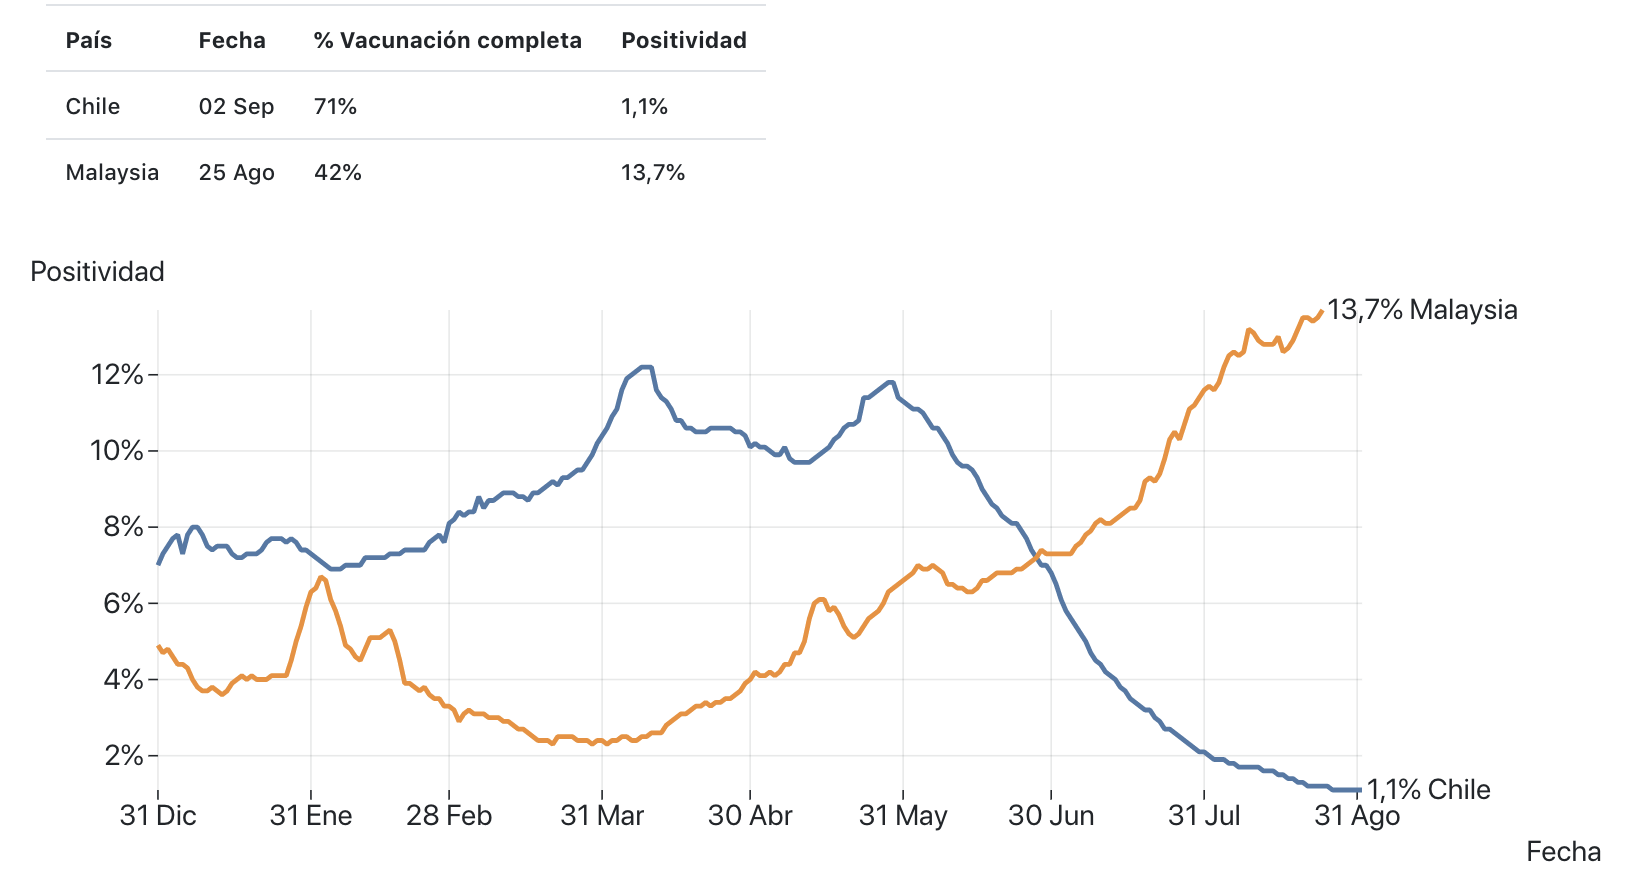 País Fecha % Vacunación completa Positividad
Chile 02 Sep 71% 1,1%
Malaysia 25 Ago 42% 13,7%
Positividad
13,7% Malaysia
12%
10%
8%
6%
4%
2%
1,1% Chile
31 Dic 31 Ene 28 Feb 31 Mar 30 Abr 31 May 30 Jun 31 Jul 31 Ago
Fecha